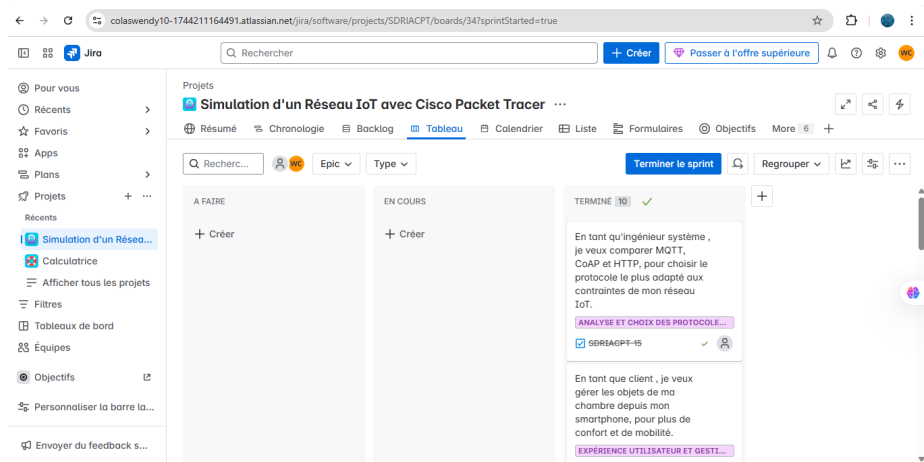 colaswendy10-1744211164491.atlassian.net/jira/software/projects/SDRIACPT/boards/34?sprintStarted=true
Jira
Rechercher
+ Créer
Passer à l'offre supérieure
WC
Pour vous
Récents
Favoris
Apps
Plans
Projets
Récents
Simulation d'un Résea...
Calculatrice
Afficher tous les projets
Filtres
Tableaux de bord
Équipes
Objectifs
Personnaliser la barre la...
Envoyer du feedback s...
Projets
Simulation d'un Réseau IoT avec Cisco Packet Tracer
Résumé Chronologie Backlog Tableau Calendrier Liste Formulaires Objectifs More 6 +
Recherc... WC Epic Type Terminer le sprint Regrouper
A FAIRE
+ Créer
EN COURS
+ Créer
TERMINÉ 10
En tant qu'ingénieur système ,
je veux comparer MQTT,
CoAP et HTTP, pour choisir le
protocole le plus adapté aux
contraintes de mon réseau
IoT.
ANALYSE ET CHOIX DES PROTOCOLE...
SDRIACPT-15
En tant que client , je veux
gérer les objets de ma
chambre depuis mon
smartphone, pour plus de
confort et de mobilité.
EXPÉRIENCE UTILISATEUR ET GESTI...